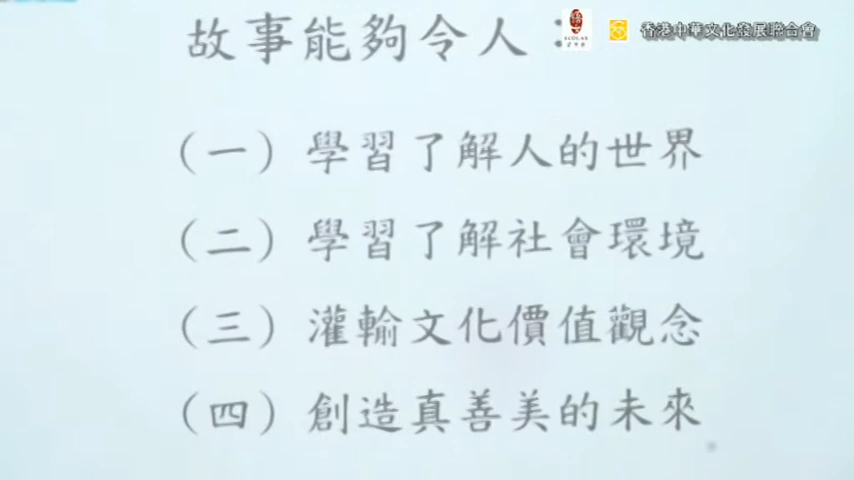 故事能夠令人：
香港中華文化發展聯合會
SCOLAR
（一）學習了解人的世界
（二）學習了解社會環境
（三）灌輸文化價值觀念
（四）創造真善美的未來